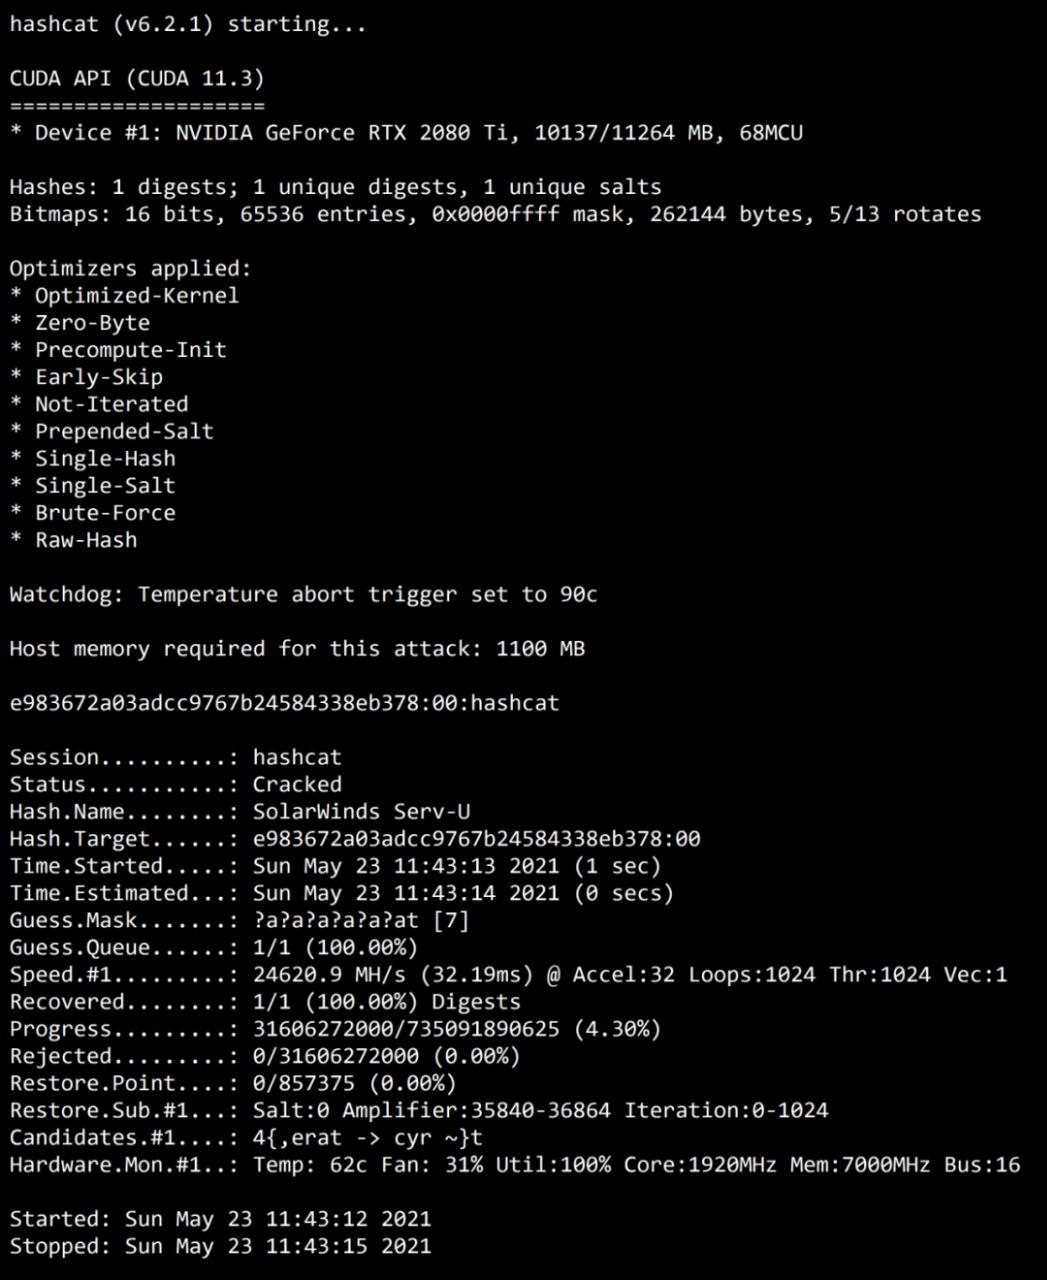 hashcat (v6.2.1) starting...
CUDA API (CUDA 11.3)
====================
* Device #1: NVIDIA GeForce RTX 2080 Ti, 10137/11264 MB, 68MCU
Hashes: 1 digests; 1 unique digests, 1 unique salts
Bitmaps: 16 bits, 65536 entries, 0x0000ffff mask, 262144 bytes, 5/13 rotates
Optimizers applied:
* Optimized-Kernel
* Zero-Byte
* Precompute-Init
* Early-Skip
* Not-Iterated
* Prepended-Salt
* Single-Hash
* Single-Salt
* Brute-Force
* Raw-Hash
Watchdog: Temperature abort trigger set to 90c
Host memory required for this attack: 1100 MB
e983672a03adcc9767b24584338eb378:00:hashcat
Session..........: hashcat
Status...........: Cracked
Hash.Name........: SolarWinds Serv-U
Hash.Target......: e983672a03adcc9767b24584338eb378:00
Time.Started.....: Sun May 23 11:43:13 2021 (1 sec)
Time.Estimated...: Sun May 23 11:43:14 2021 (0 secs)
Guess.Mask.......: ?a?a?a?a?a?at [7]
Guess.Queue......: 1/1 (100.00%)
Speed.#1.........: 24620.9 MH/s (32.19ms) @ Accel:32 Loops:1024 Thr:1024 Vec:1
Recovered........: 1/1 (100.00%) Digests
Progress.........: 31606272000/735091890625 (4.30%)
Rejected.........: 0/31606272000 (0.00%)
Restore.Point....: 0/857375 (0.00%)
Restore.Sub.#1...: Salt:0 Amplifier:35840-36864 Iteration:0-1024
Candidates.#1....: 4{,erat -> cyr ~}t
Hardware.Mon.#1..: Temp: 62c Fan: 31% Util:100% Core:1920MHz Mem:7000MHz Bus:16
Started: Sun May 23 11:43:12 2021
Stopped: Sun May 23 11:43:15 2021